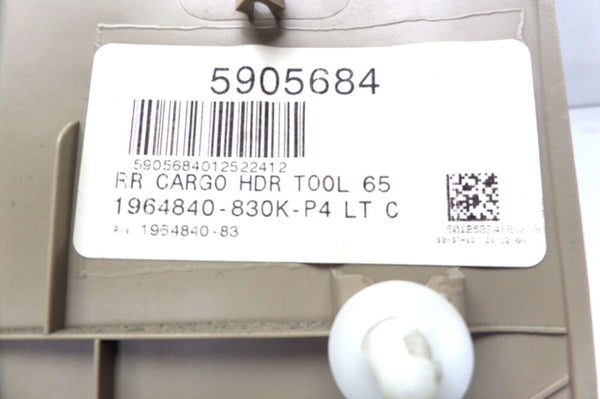 5905684
5905684012522412
RR CARGO HDR TOOL 65
1964840-830K-P4 LT C
P/N 1964840-83